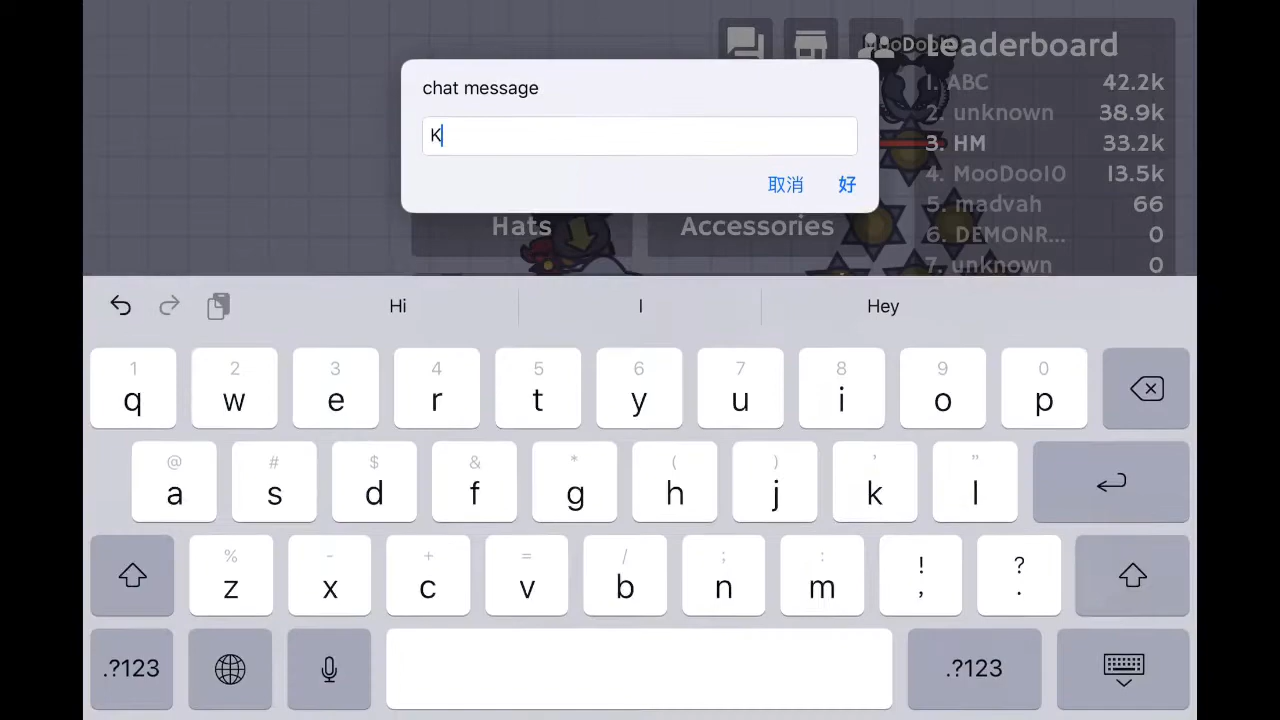 MooDoo10
Leaderboard
1. ABC 42.2k
2. unknown 38.9k
3. HM 33.2k
4. MooDoo10 13.5k
5. madvah 66
6. DEMONR... 0
7. unknown 0
chat message
K
取消 好
Hats Accessories
Hi I Hey
1 2 3 4 5 6 7 8 9 0
q w e r t y u i o p
@ # $ & * ( ) ' "
a s d f g h j k l
% - + = / ; : ! ?
z x c v b n m , .
.?123 .?123